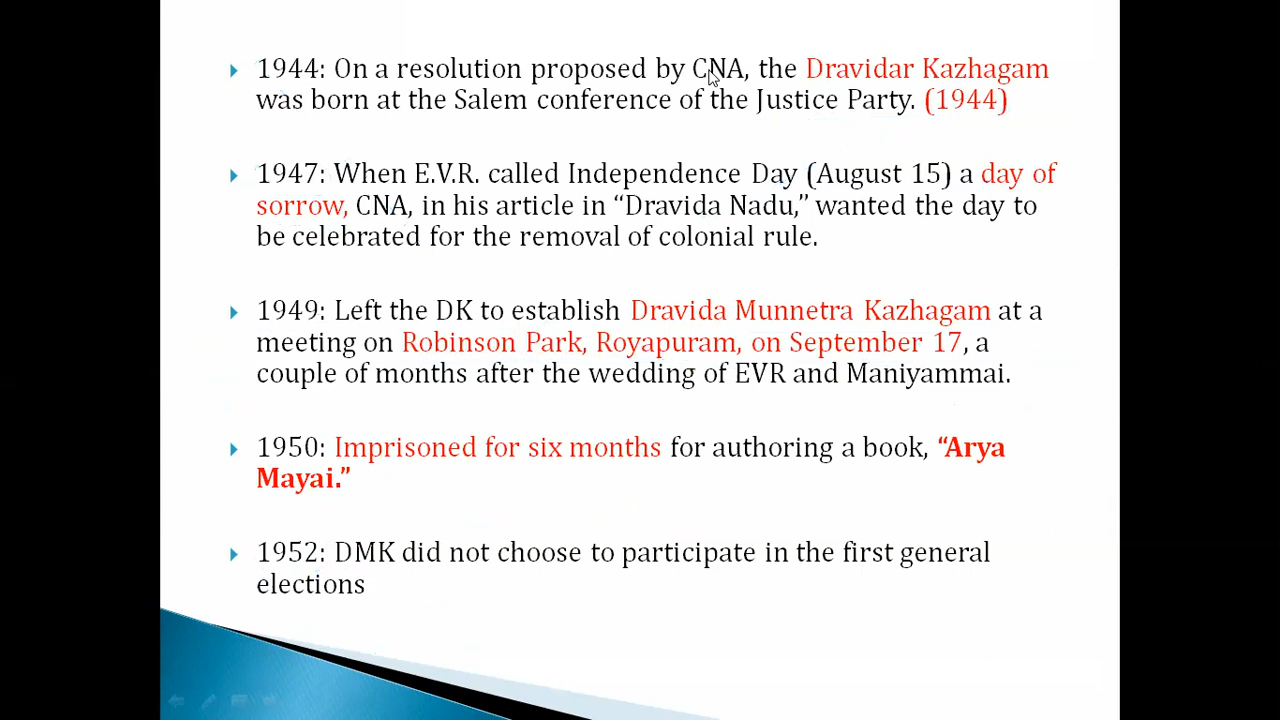 1944: On a resolution proposed by CNA, the Dravidar Kazhagam
was born at the Salem conference of the Justice Party. (1944)
1947: When E.V.R. called Independence Day (August 15) a day of
sorrow, CNA, in his article in “Dravida Nadu,” wanted the day to
be celebrated for the removal of colonial rule.
1949: Left the DK to establish Dravida Munnetra Kazhagam at a
meeting on Robinson Park, Royapuram, on September 17, a
couple of months after the wedding of EVR and Maniyammai.
1950: Imprisoned for six months for authoring a book, “Arya
Mayai.”
1952: DMK did not choose to participate in the first general
elections